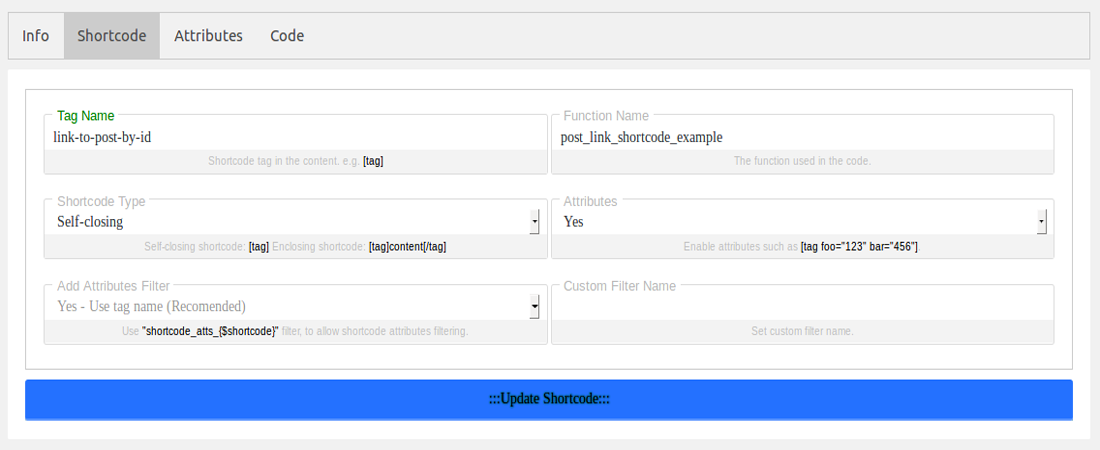 Info Shortcode Attributes Code
Tag Name
link-to-post-by-id
Shortcode tag in the content. e.g. [tag]
Function Name
post_link_shortcode_example
The function used in the code.
Shortcode Type
Self-closing
Self-closing shortcode: [tag] Enclosing shortcode: [tag]content[/tag]
Attributes
Yes
Enable attributes such as [tag foo="123" bar="456"]
Add Attributes Filter
Yes - Use tag name (Recomended)
Use "shortcode_atts_{$shortcode}" filter, to allow shortcode attributes filtering.
Custom Filter Name
Set custom filter name.
:::Update Shortcode:::